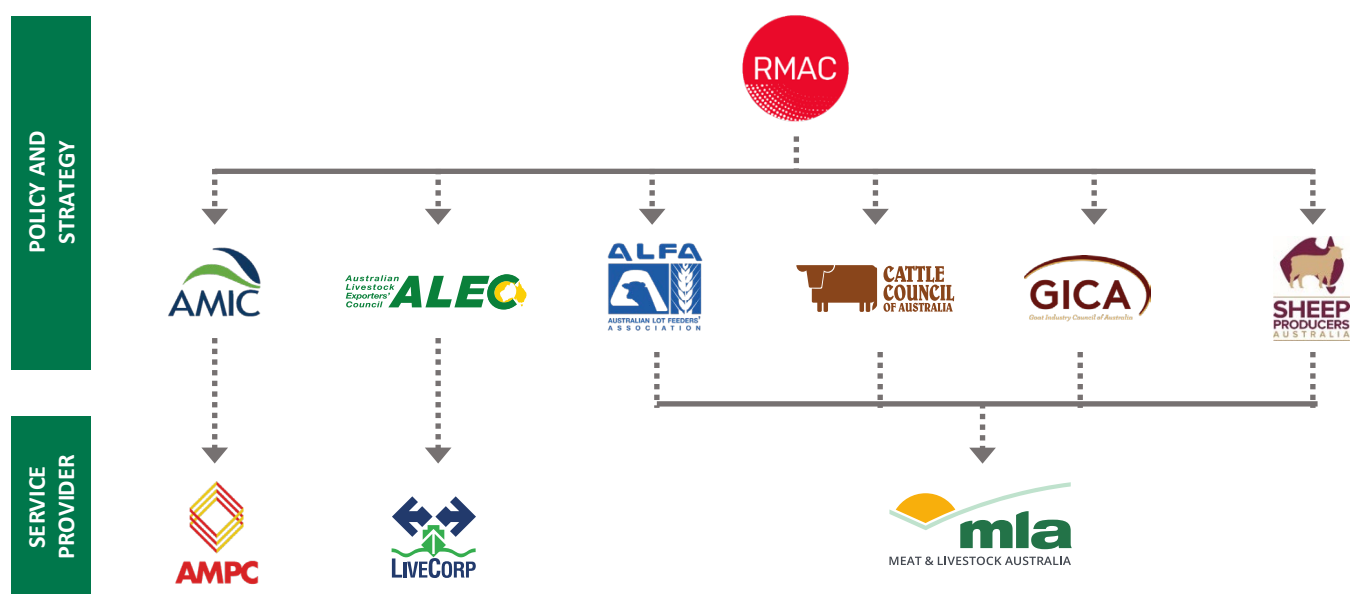 POLICY AND
STRATEGY
RMAC
AMIC
Australian
Livestock
Exporters'
Council
ALEC
ALFA
AUSTRALIAN LOT FEEDERS'
ASSOCIATION
CATTLE
COUNCIL
OF AUSTRALIA
GICA
Goat Industry Council of Australia
SHEEP
PRODUCERS
AUSTRALIA
SERVICE
PROVIDER
AMPC
LIVECORP
mla
MEAT & LIVESTOCK AUSTRALIA